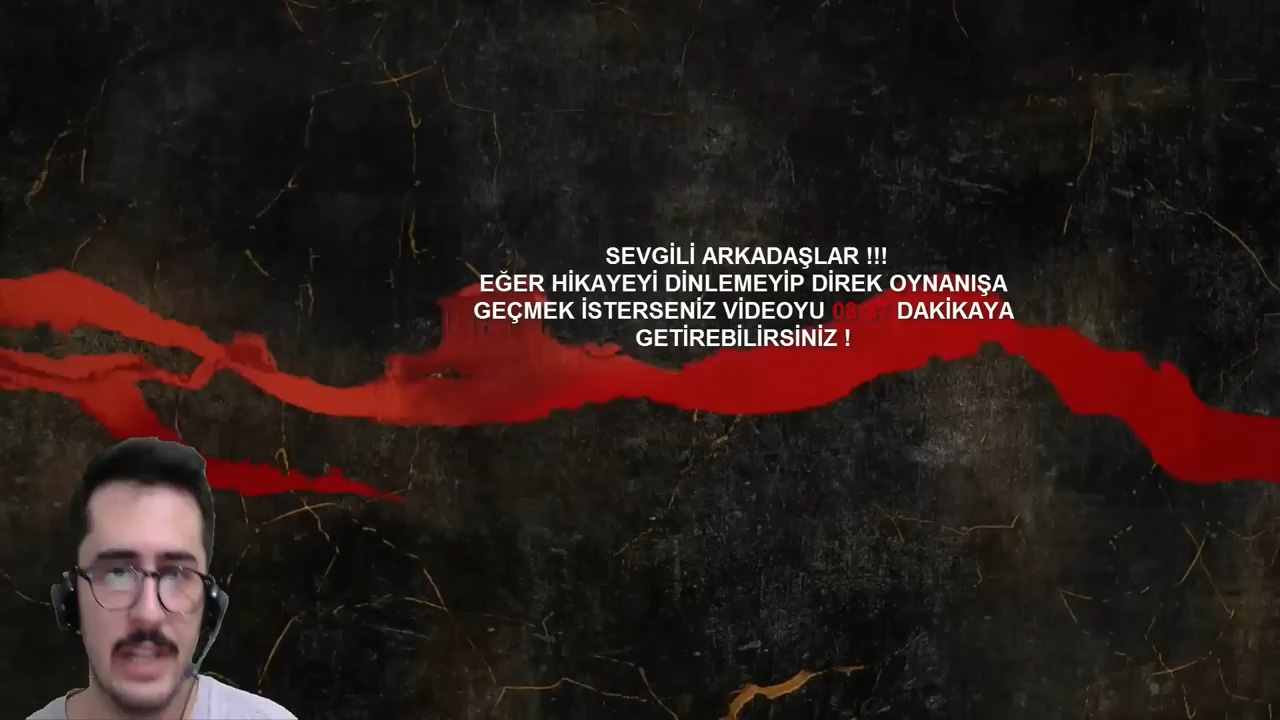 SEVGİLİ ARKADAŞLAR !!!
EĞER HİKAYEYİ DİNLEMEYİP DİREK OYNANIŞA
GEÇMEK İSTERSENİZ VİDEOYU DAKİKAYA
GETİREBİLİRSİNİZ !